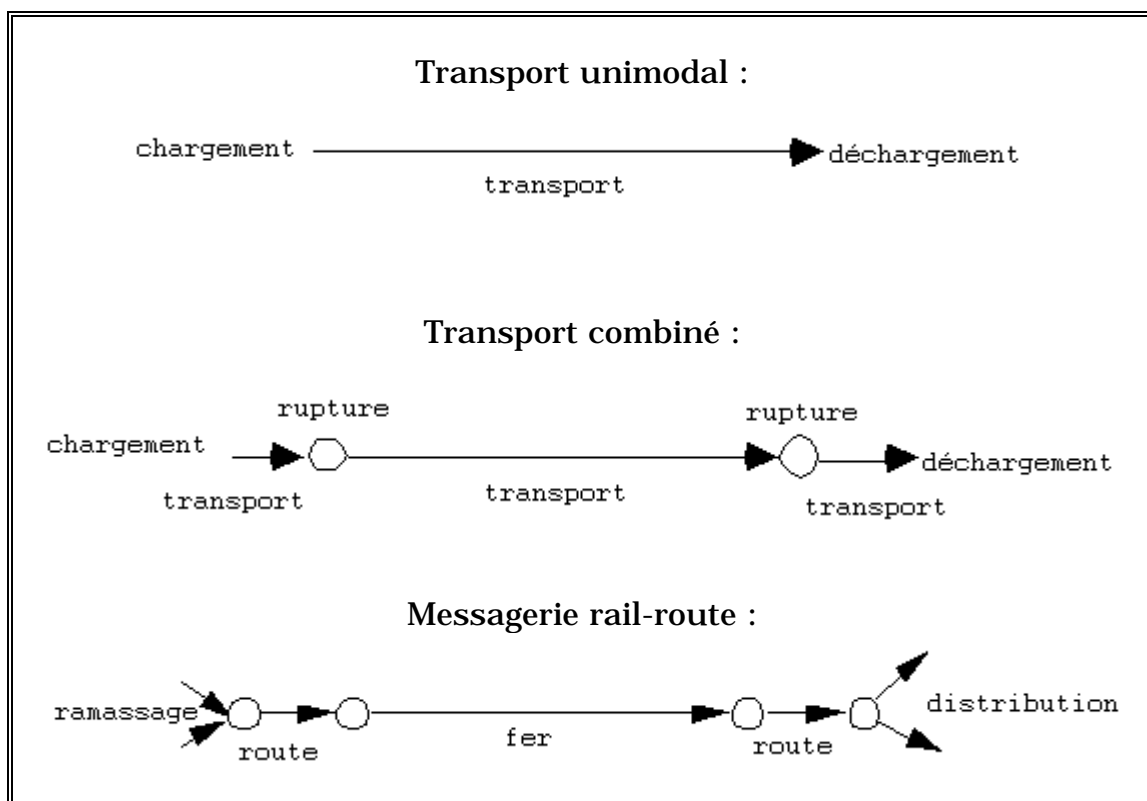 Transport unimodal :
chargement
déchargement
transport
Transport combiné :
rupture
rupture
chargement
déchargement
transport
transport
transport
Messagerie rail-route :
ramassage
distribution
route
fer
route